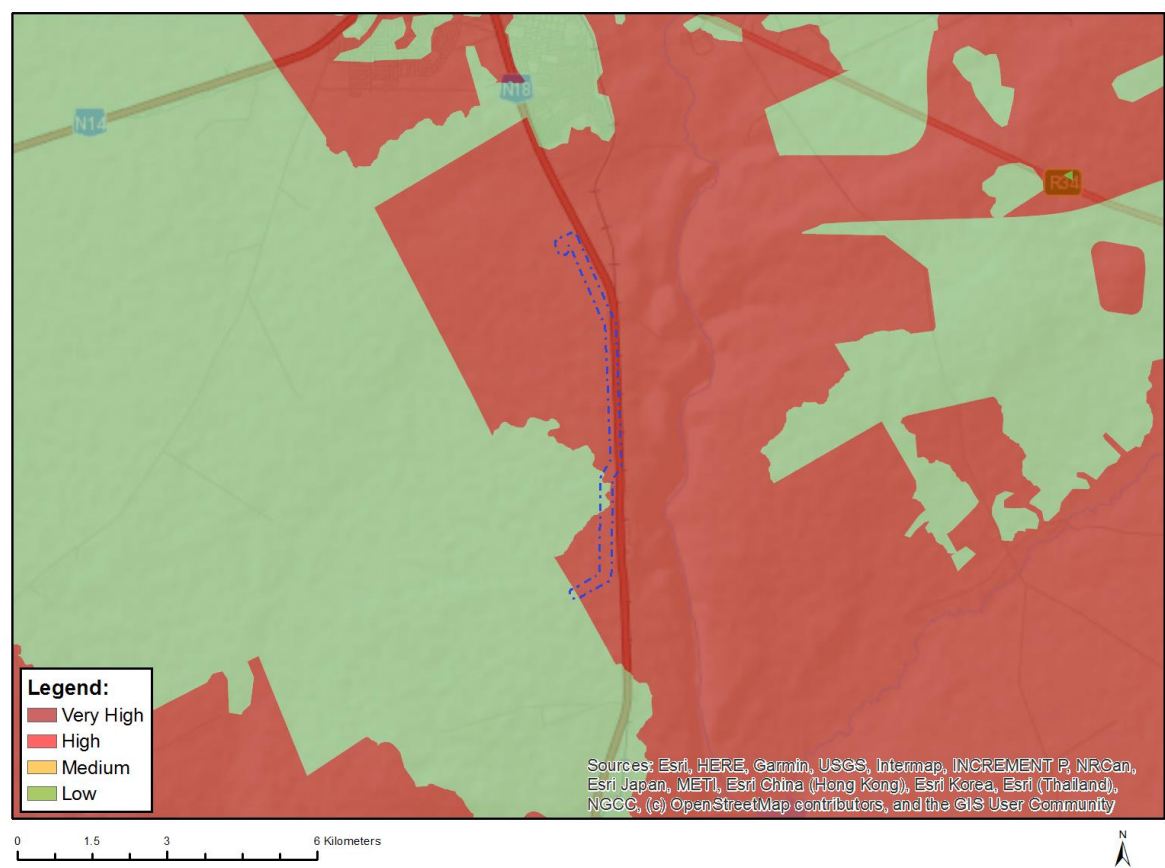 N14
N18
R34
Legend:
Very High
High
Medium
Low
Sources: Esri, HERE, Garmin, USGS, Intermap, INCREMENT P, NRCan,
Esri Japan, METI, Esri China (Hong Kong), Esri Korea, Esri (Thailand),
NGCC, (c) OpenStreetMap contributors, and the GIS User Community
0 1.5 3 6 Kilometers
N